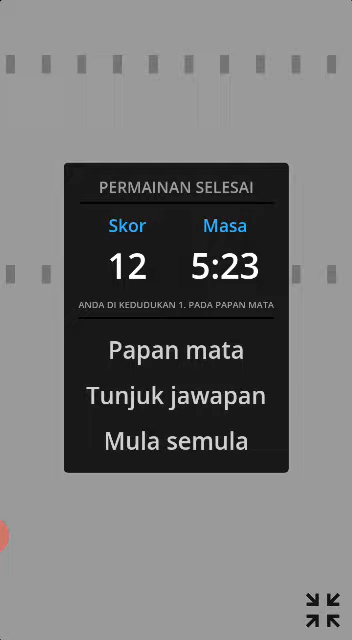 PERMAINAN SELESAI
Skor Masa
12 5:23
ANDA DI KEDUDUKAN 1. PADA PAPAN MATA
Papan mata
Tunjuk jawapan
Mula semula